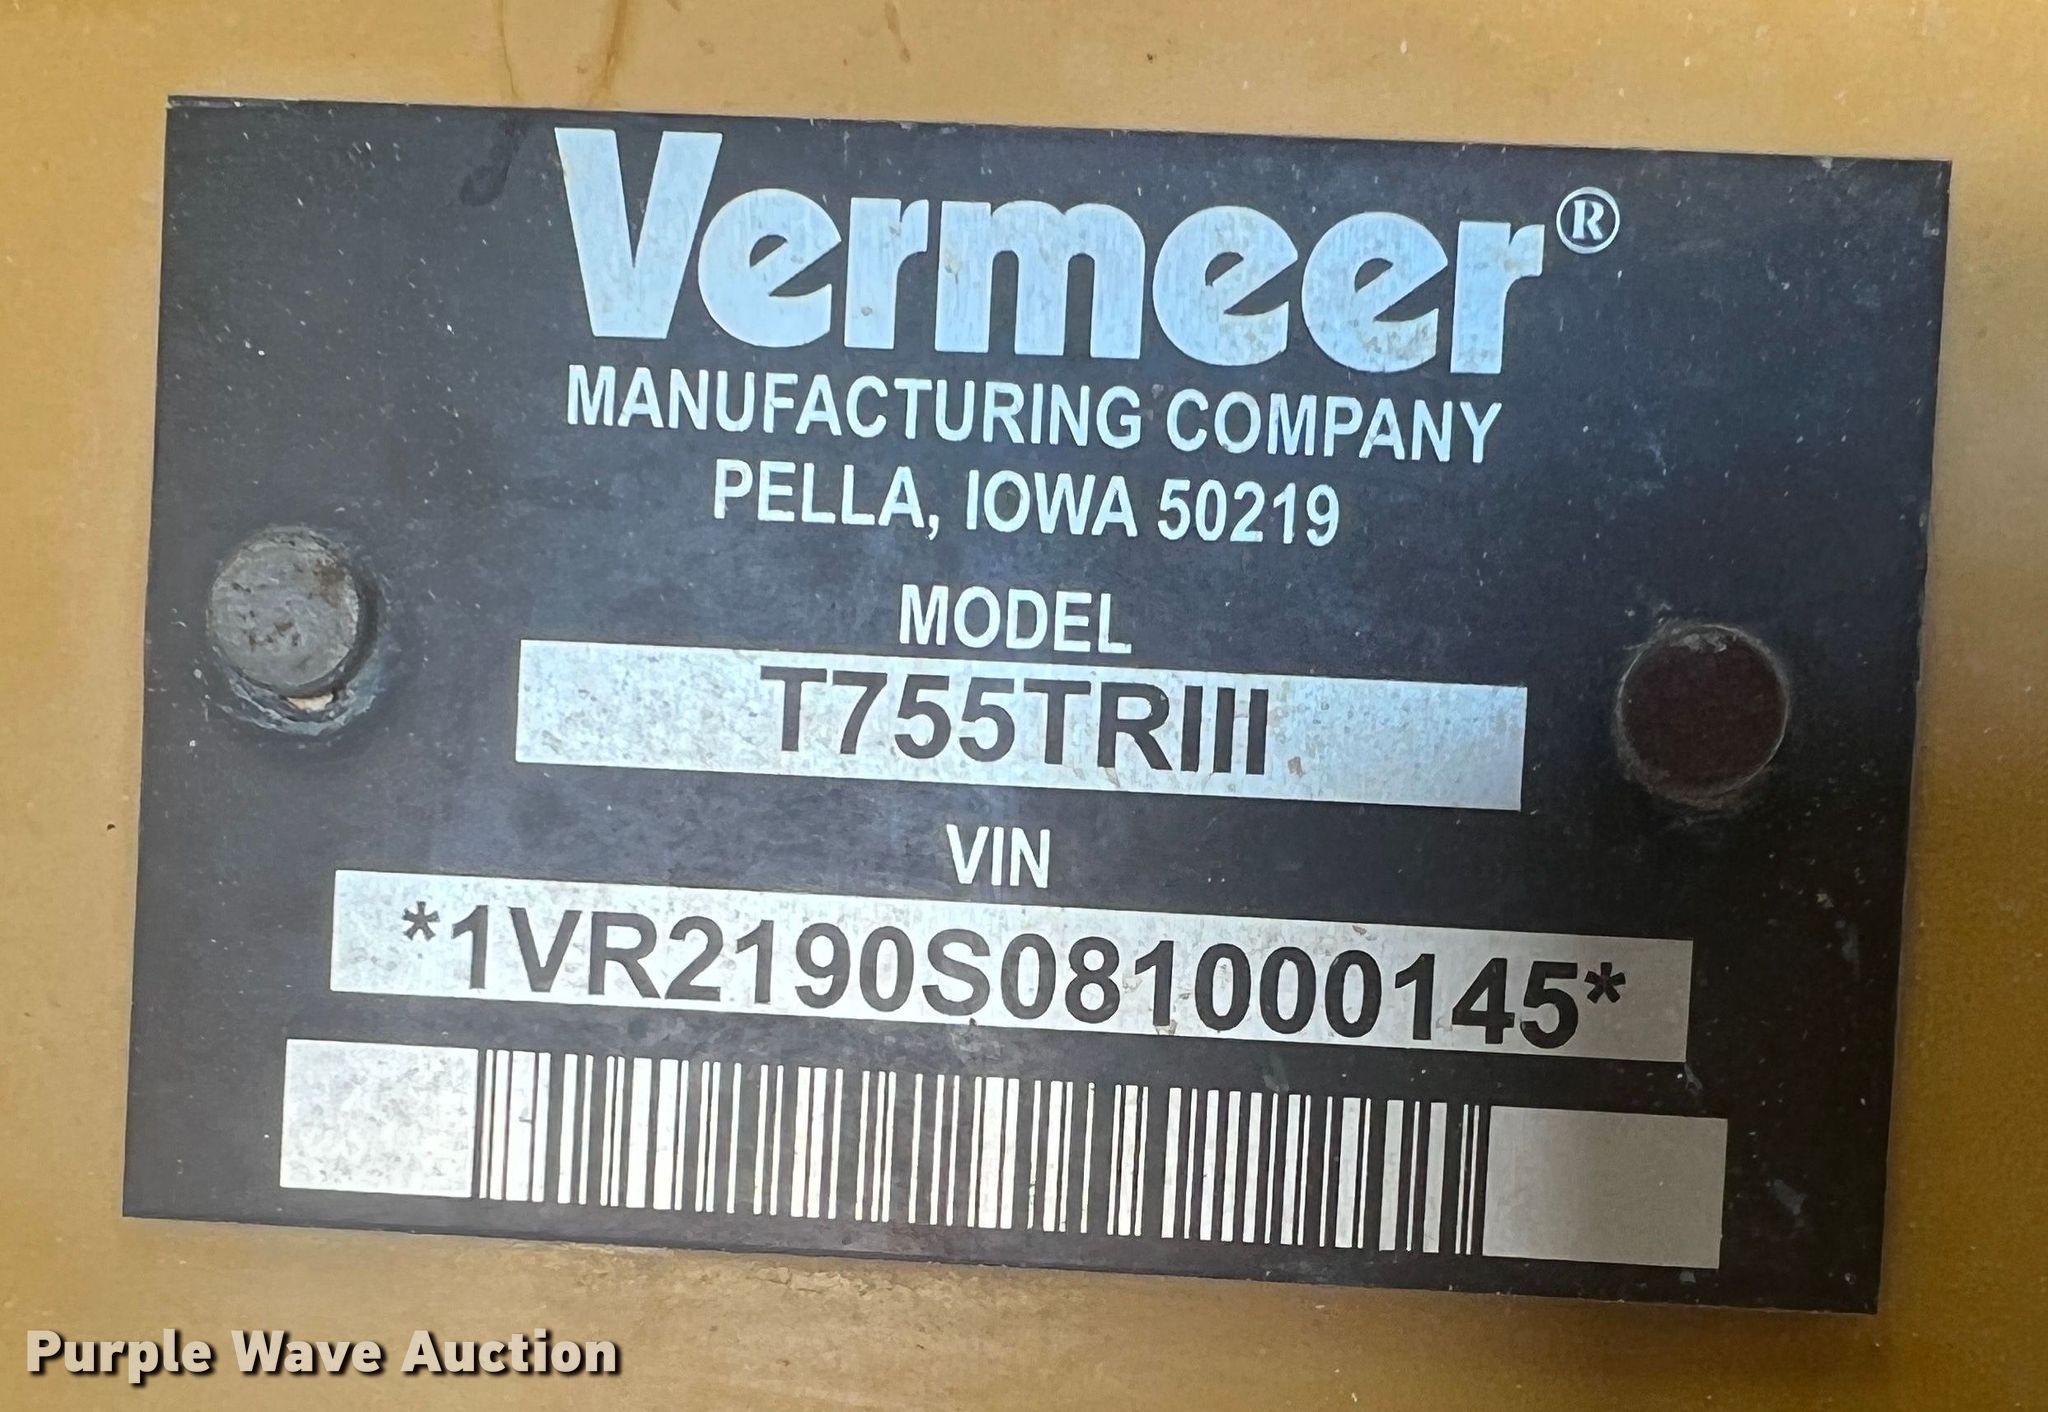 Vermeer®
MANUFACTURING COMPANY
PELLA, IOWA 50219
MODEL
T755TRIII
VIN
*1VR2190S081000145*
Purple Wave Auction